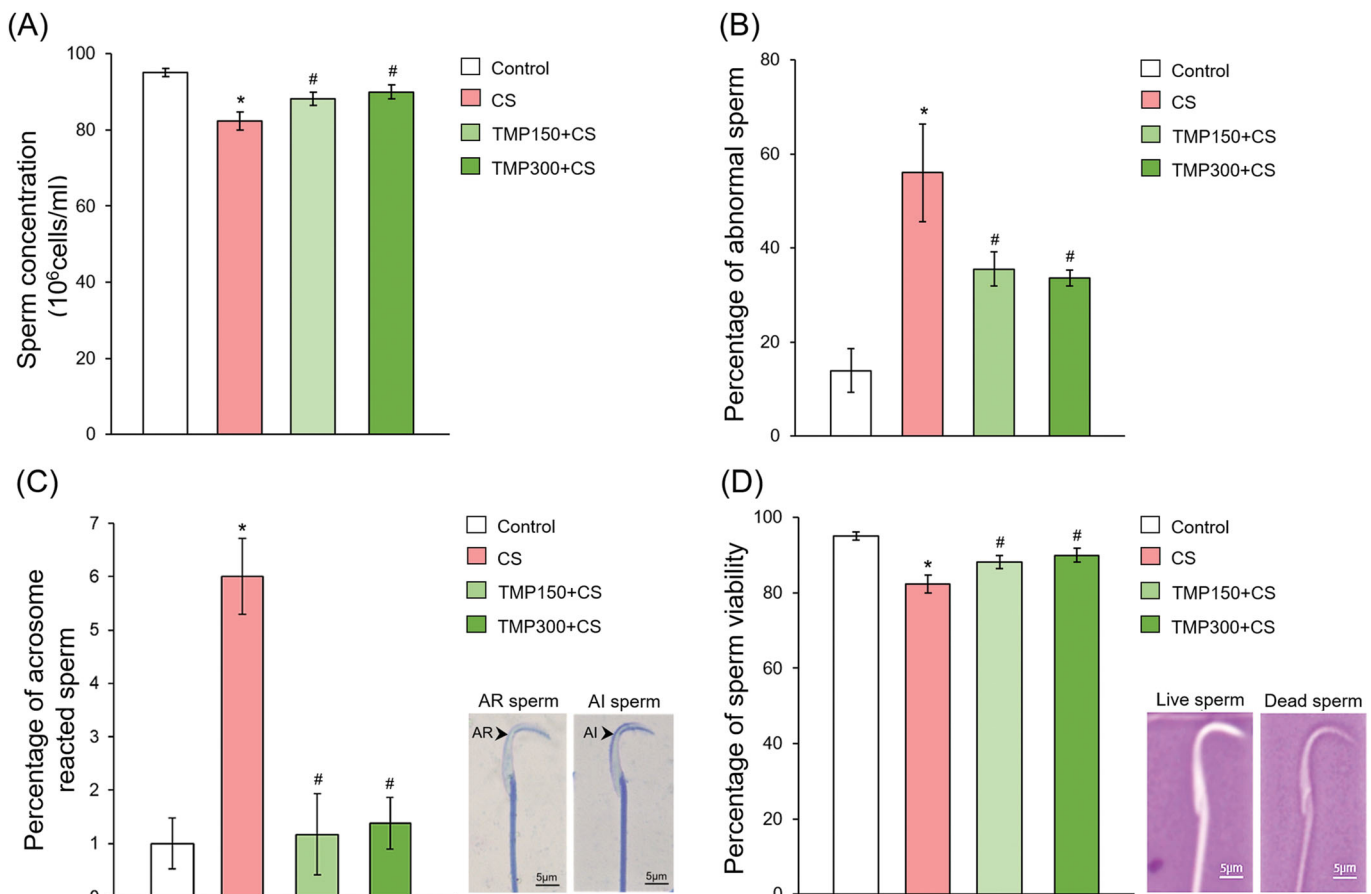 (A)
100
80
60
40
20
0
Sperm concentration
(10⁶cells/ml)
*
#
#
Control
CS
TMP150+CS
TMP300+CS
(B)
80
60
40
20
0
Percentage of abnormal sperm
*
#
#
Control
CS
TMP150+CS
TMP300+CS
(C)
7
6
5
4
3
2
1
0
Percentage of acrosome
reacted sperm
*
#
#
Control
CS
TMP150+CS
TMP300+CS
AR sperm AI sperm
AR AI
5μm 5μm
(D)
100
80
60
40
20
0
Percentage of sperm viability
*
#
#
Control
CS
TMP150+CS
TMP300+CS
Live sperm Dead sperm
5μm 5μm